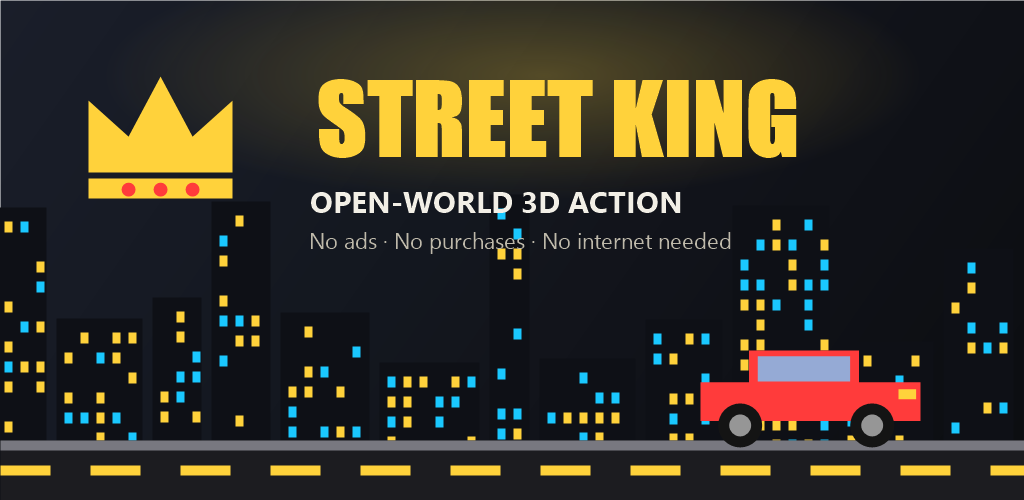 STREET KING
OPEN-WORLD 3D ACTION
No ads · No purchases · No internet needed